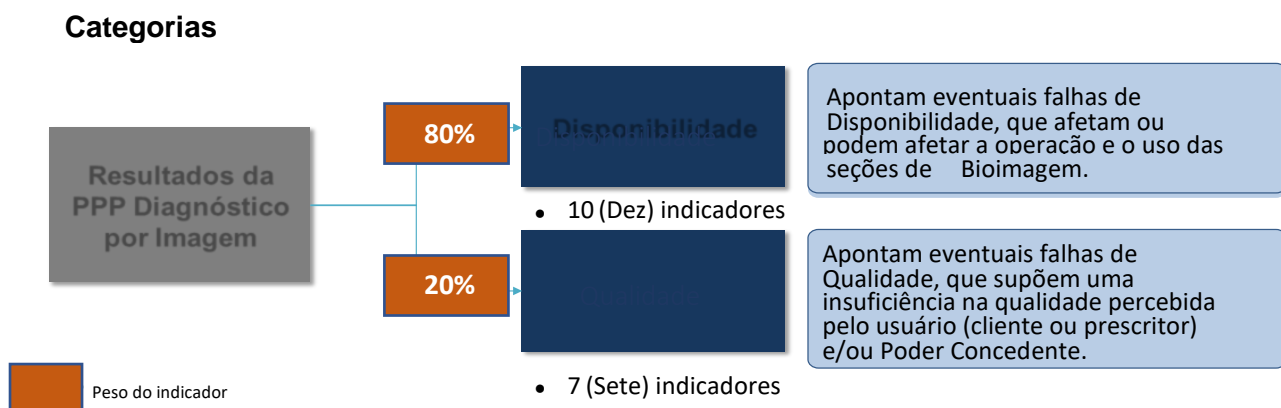 Categorias
Resultados da
PPP Diagnóstico
por Imagem
80%
Disponibilidade
Apontam eventuais falhas de
Disponibilidade, que afetam ou
podem afetar a operação e o uso das
seções de Bioimagem.
• 10 (Dez) indicadores
20%
Apontam eventuais falhas de
Qualidade, que supõem uma
insuficiência na qualidade percebida
pelo usuário (cliente ou prescritor)
e/ou Poder Concedente.
• 7 (Sete) indicadores
Peso do indicador